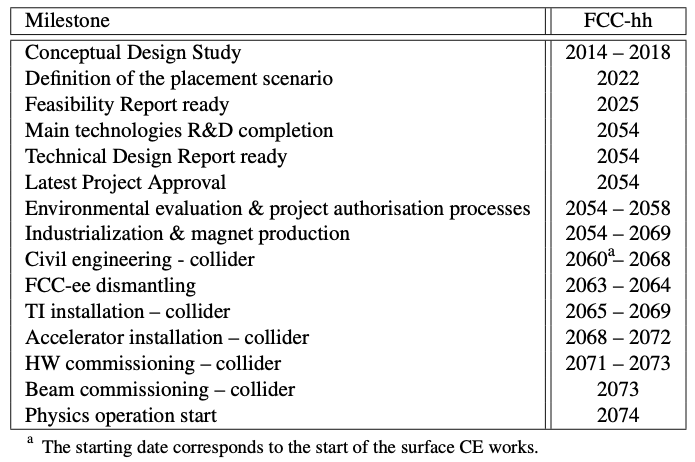 Milestone FCC-hh
Conceptual Design Study 2014 – 2018
Definition of the placement scenario 2022
Feasibility Report ready 2025
Main technologies R&D completion 2054
Technical Design Report ready 2054
Latest Project Approval 2054
Environmental evaluation & project authorisation processes 2054 – 2058
Industrialization & magnet production 2054 – 2069
Civil engineering - collider 2060a– 2068
FCC-ee dismantling 2063 – 2064
TI installation – collider 2065 – 2069
Accelerator installation – collider 2068 – 2072
HW commissioning – collider 2071 – 2073
Beam commissioning – collider 2073
Physics operation start 2074
a The starting date corresponds to the start of the surface CE works.